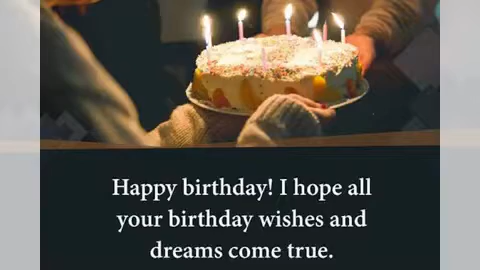 Happy birthday! I hope all
your birthday wishes and
dreams come true.